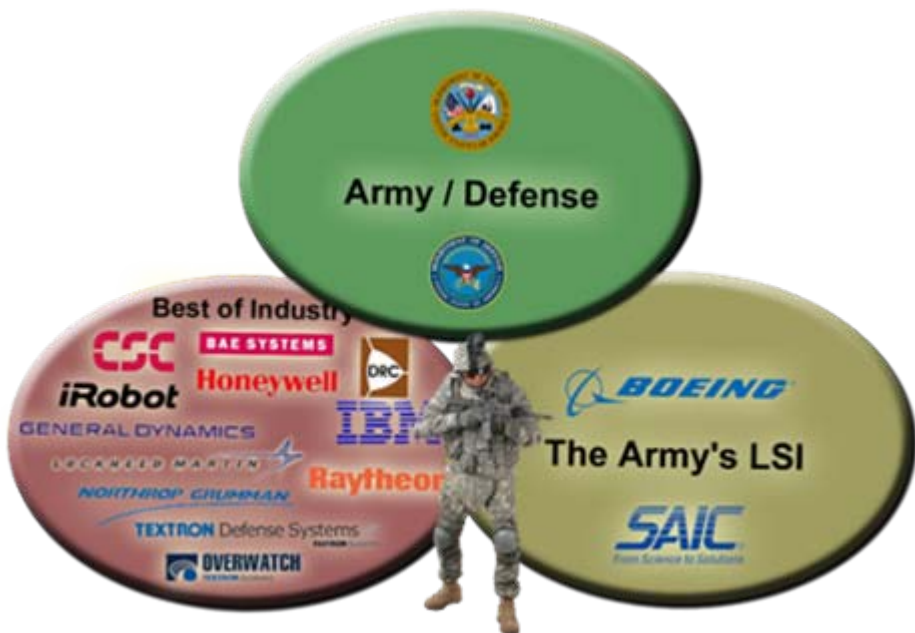 Army / Defense
Best of Industry
CSC
BAE SYSTEMS
DRC
iRobot
Honeywell
GENERAL DYNAMICS
IBM
LOCKHEED MARTIN
Raytheon
NORTHROP GRUMMAN
TEXTRON Defense Systems
OVERWATCH
BOEING
The Army's LSI
SAIC
From Science to Solutions